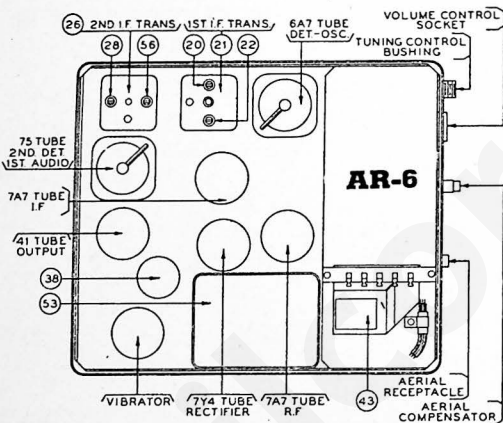 26 2ND I.F. TRANS. 1ST I.F. TRANS.
28 56 20 21 22
6A7 TUBE
DET-OSC.
VOLUME CONTROL
SOCKET
TUNING CONTROL
BUSHING
75 TUBE
2ND. DET
1ST. AUDIO
7A7 TUBE
I.F
41 TUBE
OUTPUT
38
53
AR-6
VIBRATOR
7Y4 TUBE
RECTIFIER
7A7 TUBE
R.F
43
AERIAL
RECEPTACLE
AERIAL
COMPENSATOR